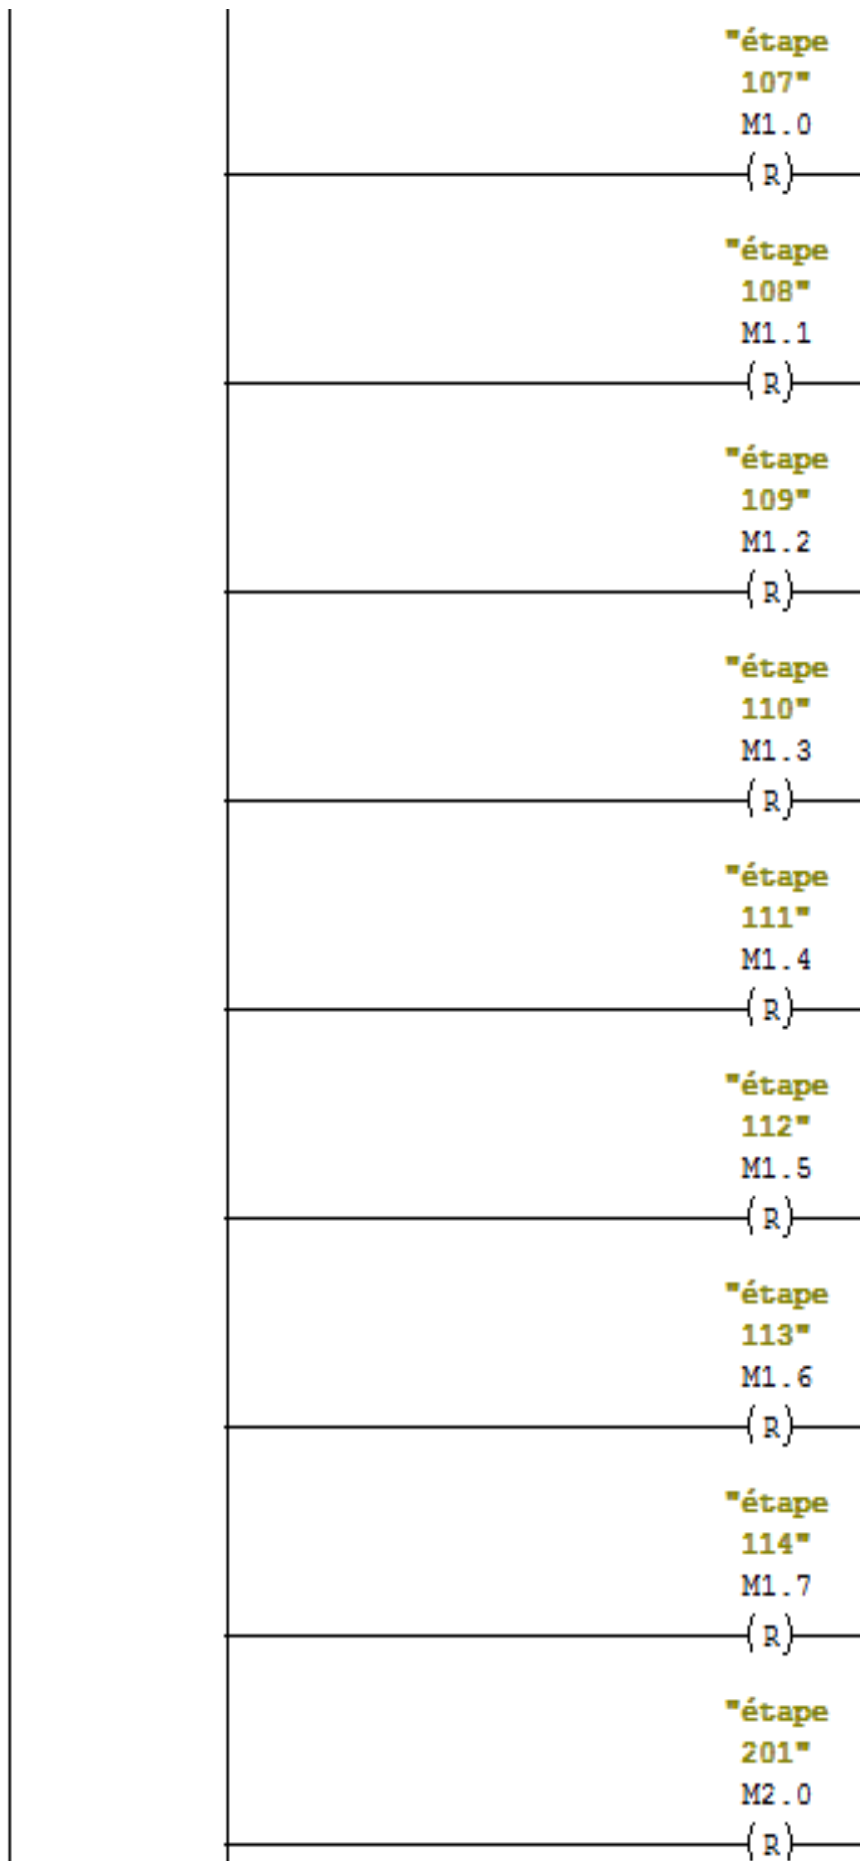 "étape
107"
M1.0
(R)
"étape
108"
M1.1
(R)
"étape
109"
M1.2
(R)
"étape
110"
M1.3
(R)
"étape
111"
M1.4
(R)
"étape
112"
M1.5
(R)
"étape
113"
M1.6
(R)
"étape
114"
M1.7
(R)
"étape
201"
M2.0
(R)